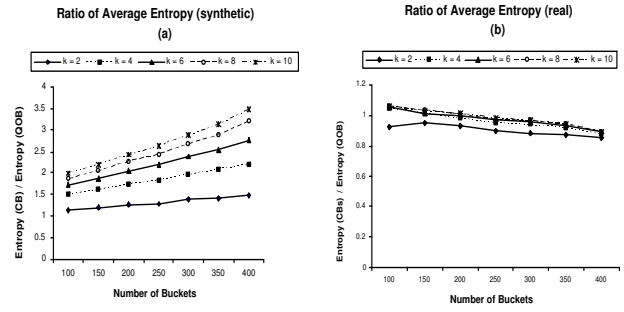 Ratio of Average Entropy (synthetic)
(a)
k = 2 k = 4 k = 6 k = 8 k = 10
Entropy (CB) / Entropy (QOB)
4
3.5
3
2.5
2
1.5
1
0.5
0
100 150 200 250 300 350 400
Number of Buckets
Ratio of Average Entropy (real)
(b)
k = 2 k = 4 k = 6 k = 8 k = 10
Entropy (CBs) / Entropy (QOB)
1.2
1
0.8
0.6
0.4
0.2
0
100 150 200 250 300 350 400
Number of Buckets